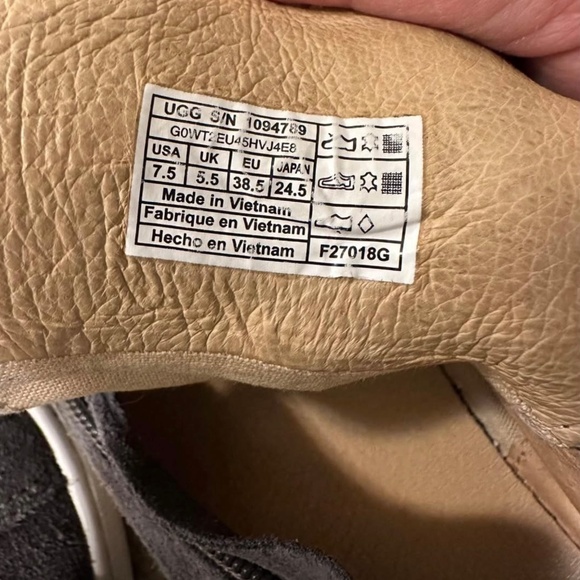 UGG S/N 1094789
G0WT2EU45HVJ4E8
USA UK EU JAPAN
7.5 5.5 38.5 24.5
Made in Vietnam
Fabrique en Vietnam
Hecho en Vietnam
F27018G